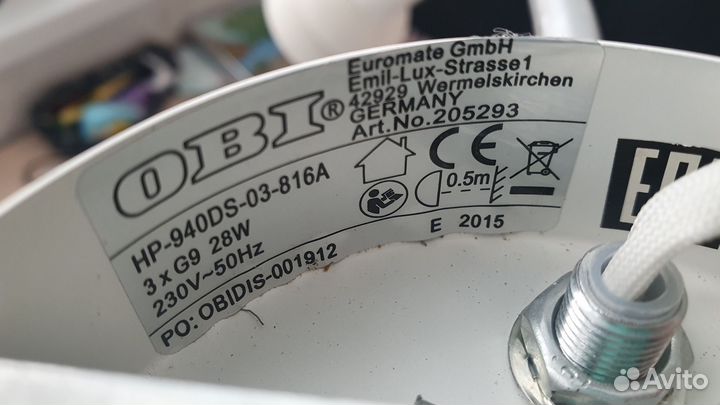 OBI®
Euromate GmbH
Emil-Lux-Strasse1
42929 Wermelskirchen
GERMANY
Art.No.205293
HP-940DS-03-816A
3 x G9 28W
230V~50Hz
PO: OBIDIS-001912
CE
0.5m
E 2015
Avito